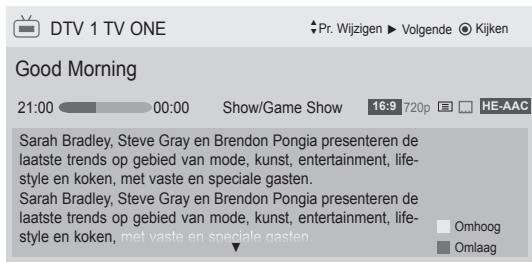 DTV 1 TV ONE
Pr. Wijzigen ► Volgende ◉ Kijken
Good Morning
21:00 00:00 Show/Game Show 16:9 720p HE-AAC
Sarah Bradley, Steve Gray en Brendon Pongia presenteren de
laatste trends op gebied van mode, kunst, entertainment, life-
style en koken, met vaste en speciale gasten.
Sarah Bradley, Steve Gray en Brendon Pongia presenteren de
laatste trends op gebied van mode, kunst, entertainment, life-
style en koken, met vaste en speciale gasten.
Omhoog
Omlaag